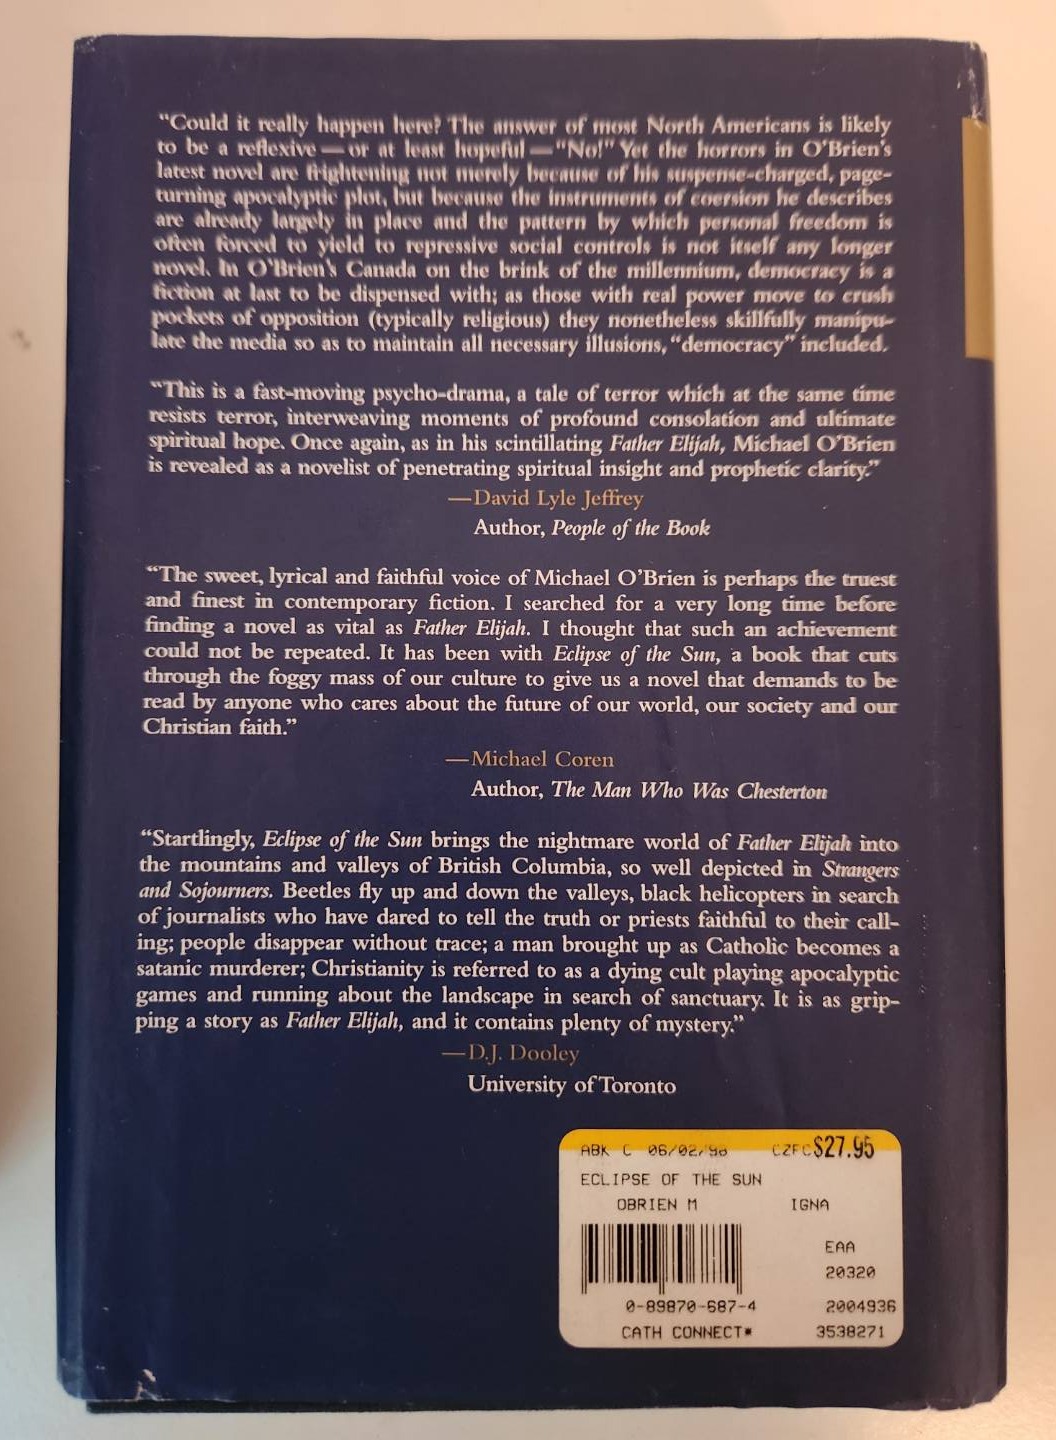 “Could it really happen here? The answer of most North Americans is likely
to be a reflexive — or at least hopeful — “No!” Yet the horrors in O’Brien’s
latest novel are frightening not merely because of his suspense-charged, page-
turning apocalyptic plot, but because the instruments of coersion he describes
are already largely in place and the pattern by which personal freedom is
often forced to yield to repressive social controls is not itself any longer
novel. In O’Brien’s Canada on the brink of the millennium, democracy is a
fiction at last to be dispensed with; as those with real power move to crush
pockets of opposition (typically religious) they nonetheless skillfully manipu-
late the media so as to maintain all necessary illusions, “democracy” included.
“This is a fast-moving psycho-drama, a tale of terror which at the same time
resists terror, interweaving moments of profound consolation and ultimate
spiritual hope. Once again, as in his scintillating Father Elijah, Michael O’Brien
is revealed as a novelist of penetrating spiritual insight and prophetic clarity.”
—David Lyle Jeffrey
Author, People of the Book
“The sweet, lyrical and faithful voice of Michael O’Brien is perhaps the truest
and finest in contemporary fiction. I searched for a very long time before
finding a novel as vital as Father Elijah. I thought that such an achievement
could not be repeated. It has been with Eclipse of the Sun, a book that cuts
through the foggy mass of our culture to give us a novel that demands to be
read by anyone who cares about the future of our world, our society and our
Christian faith.”
—Michael Coren
Author, The Man Who Was Chesterton
“Startlingly, Eclipse of the Sun brings the nightmare world of Father Elijah into
the mountains and valleys of British Columbia, so well depicted in Strangers
and Sojourners. Beetles fly up and down the valleys, black helicopters in search
of journalists who have dared to tell the truth or priests faithful to their call-
ing; people disappear without trace; a man brought up as Catholic becomes a
satanic murderer; Christianity is referred to as a dying cult playing apocalyptic
games and running about the landscape in search of sanctuary. It is as grip-
ping a story as Father Elijah, and it contains plenty of mystery.”
—D.J. Dooley
University of Toronto
ABK C 06/02/98 CZFC $27.95
ECLIPSE OF THE SUN
OBRIEN M IGNA
EAA
20320
0-89870-687-4 2004936
CATH CONNECT* 3538271